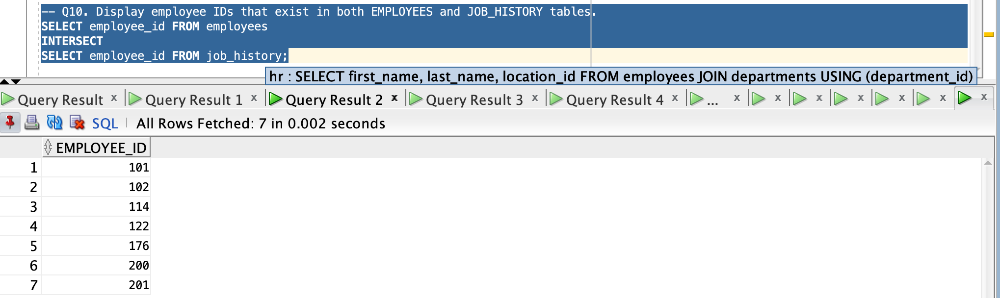 -- Q10. Display employee IDs that exist in both EMPLOYEES and JOB_HISTORY tables.
SELECT employee_id FROM employees
INTERSECT
SELECT employee_id FROM job_history;
hr : SELECT first_name, last_name, location_id FROM employees JOIN departments USING (department_id)
Query Result x Query Result 1 x Query Result 2 x Query Result 3 x Query Result 4 x ... x x x x x x x
SQL All Rows Fetched: 7 in 0.002 seconds
EMPLOYEE_ID
1 101
2 102
3 114
4 122
5 176
6 200
7 201